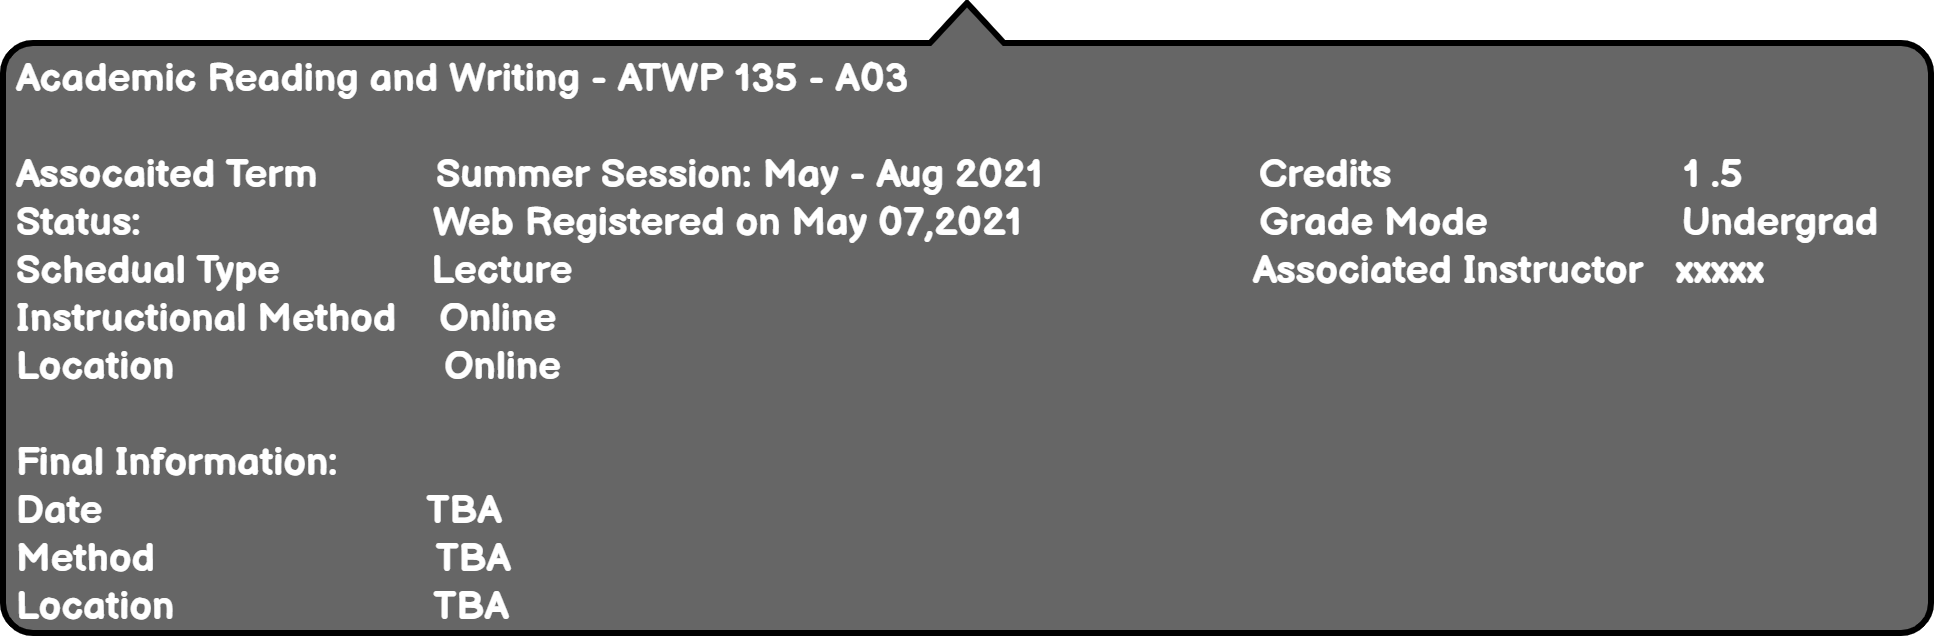 Academic Reading and Writing - ATWP 135 - A03
Assocaited Term Summer Session: May - Aug 2021 Credits 1 .5
Status: Web Registered on May 07,2021 Grade Mode Undergrad
Schedual Type Lecture Associated Instructor xxxxx
Instructional Method Online
Location Online
Final Information:
Date TBA
Method TBA
Location TBA